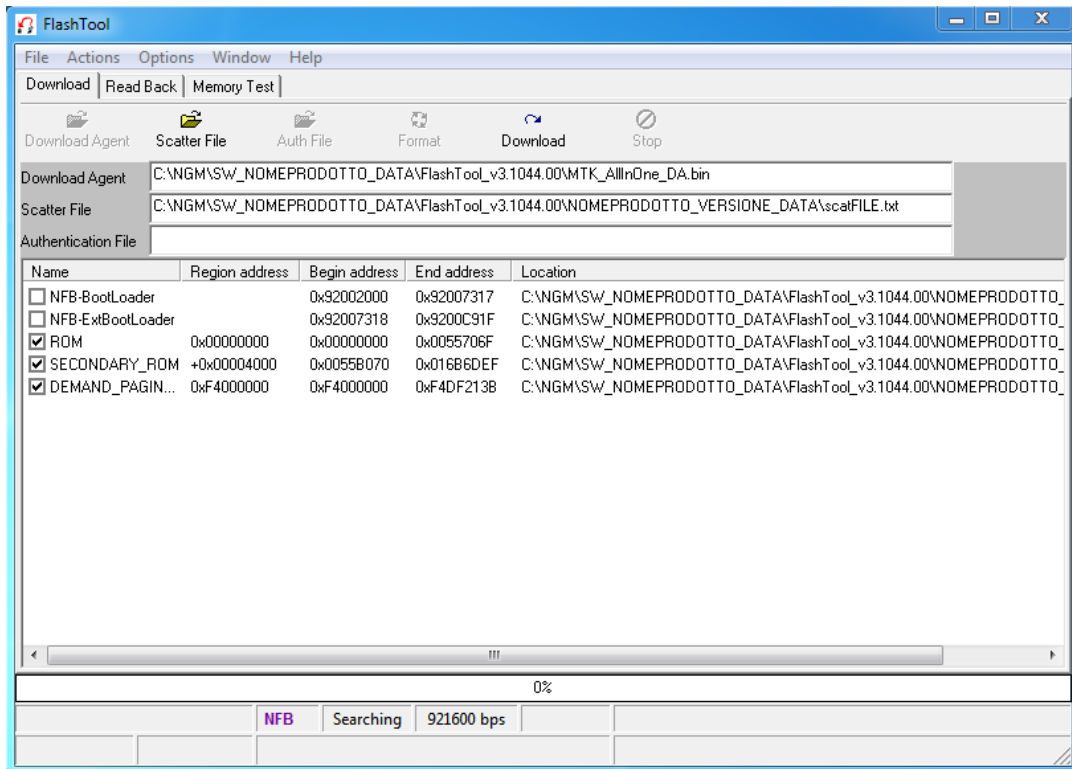 FlashTool
File Actions Options Window Help
Download Read Back Memory Test
Download Agent Scatter File Auth File Format Download Stop
Download Agent C:\NGM\SW_NOMEPRODOTTO_DATA\FlashTool_v3.1044.00\MTK_AllInOne_DA.bin
Scatter File C:\NGM\SW_NOMEPRODOTTO_DATA\FlashTool_v3.1044.00\NOMEPRODOTTO_VERSIONE_DATA\scatFILE.txt
Authentication File
Name Region address Begin address End address Location
NFB-BootLoader 0x92002000 0x92007317 C:\NGM\SW_NOMEPRODOTTO_DATA\FlashTool_v3.1044.00\NOMEPRODOTTO_
NFB-ExtBootLoader 0x92007318 0x9200C91F C:\NGM\SW_NOMEPRODOTTO_DATA\FlashTool_v3.1044.00\NOMEPRODOTTO_
ROM 0x00000000 0x00000000 0x0055706F C:\NGM\SW_NOMEPRODOTTO_DATA\FlashTool_v3.1044.00\NOMEPRODOTTO_
SECONDARY_ROM +0x00004000 0x0055B070 0x016B6DEF C:\NGM\SW_NOMEPRODOTTO_DATA\FlashTool_v3.1044.00\NOMEPRODOTTO_
DEMAND_PAGIN... 0xF4000000 0xF4000000 0xF4DF213B C:\NGM\SW_NOMEPRODOTTO_DATA\FlashTool_v3.1044.00\NOMEPRODOTTO_
0%
NFB Searching 921600 bps